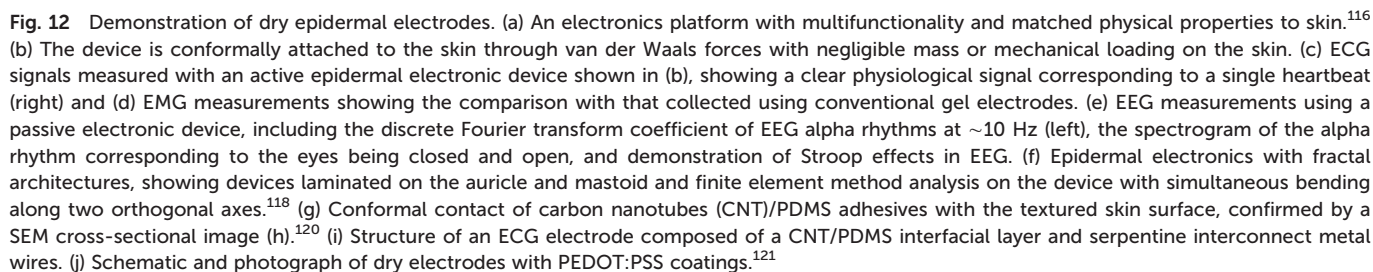 Fig. 12 Demonstration of dry epidermal electrodes. (a) An electronics platform with multifunctionality and matched physical properties to skin.116
(b) The device is conformally attached to the skin through van der Waals forces with negligible mass or mechanical loading on the skin. (c) ECG
signals measured with an active epidermal electronic device shown in (b), showing a clear physiological signal corresponding to a single heartbeat
(right) and (d) EMG measurements showing the comparison with that collected using conventional gel electrodes. (e) EEG measurements using a
passive electronic device, including the discrete Fourier transform coefficient of EEG alpha rhythms at ~10 Hz (left), the spectrogram of the alpha
rhythm corresponding to the eyes being closed and open, and demonstration of Stroop effects in EEG. (f) Epidermal electronics with fractal
architectures, showing devices laminated on the auricle and mastoid and finite element method analysis on the device with simultaneous bending
along two orthogonal axes.118 (g) Conformal contact of carbon nanotubes (CNT)/PDMS adhesives with the textured skin surface, confirmed by a
SEM cross-sectional image (h).120 (i) Structure of an ECG electrode composed of a CNT/PDMS interfacial layer and serpentine interconnect metal
wires. (j) Schematic and photograph of dry electrodes with PEDOT:PSS coatings.121